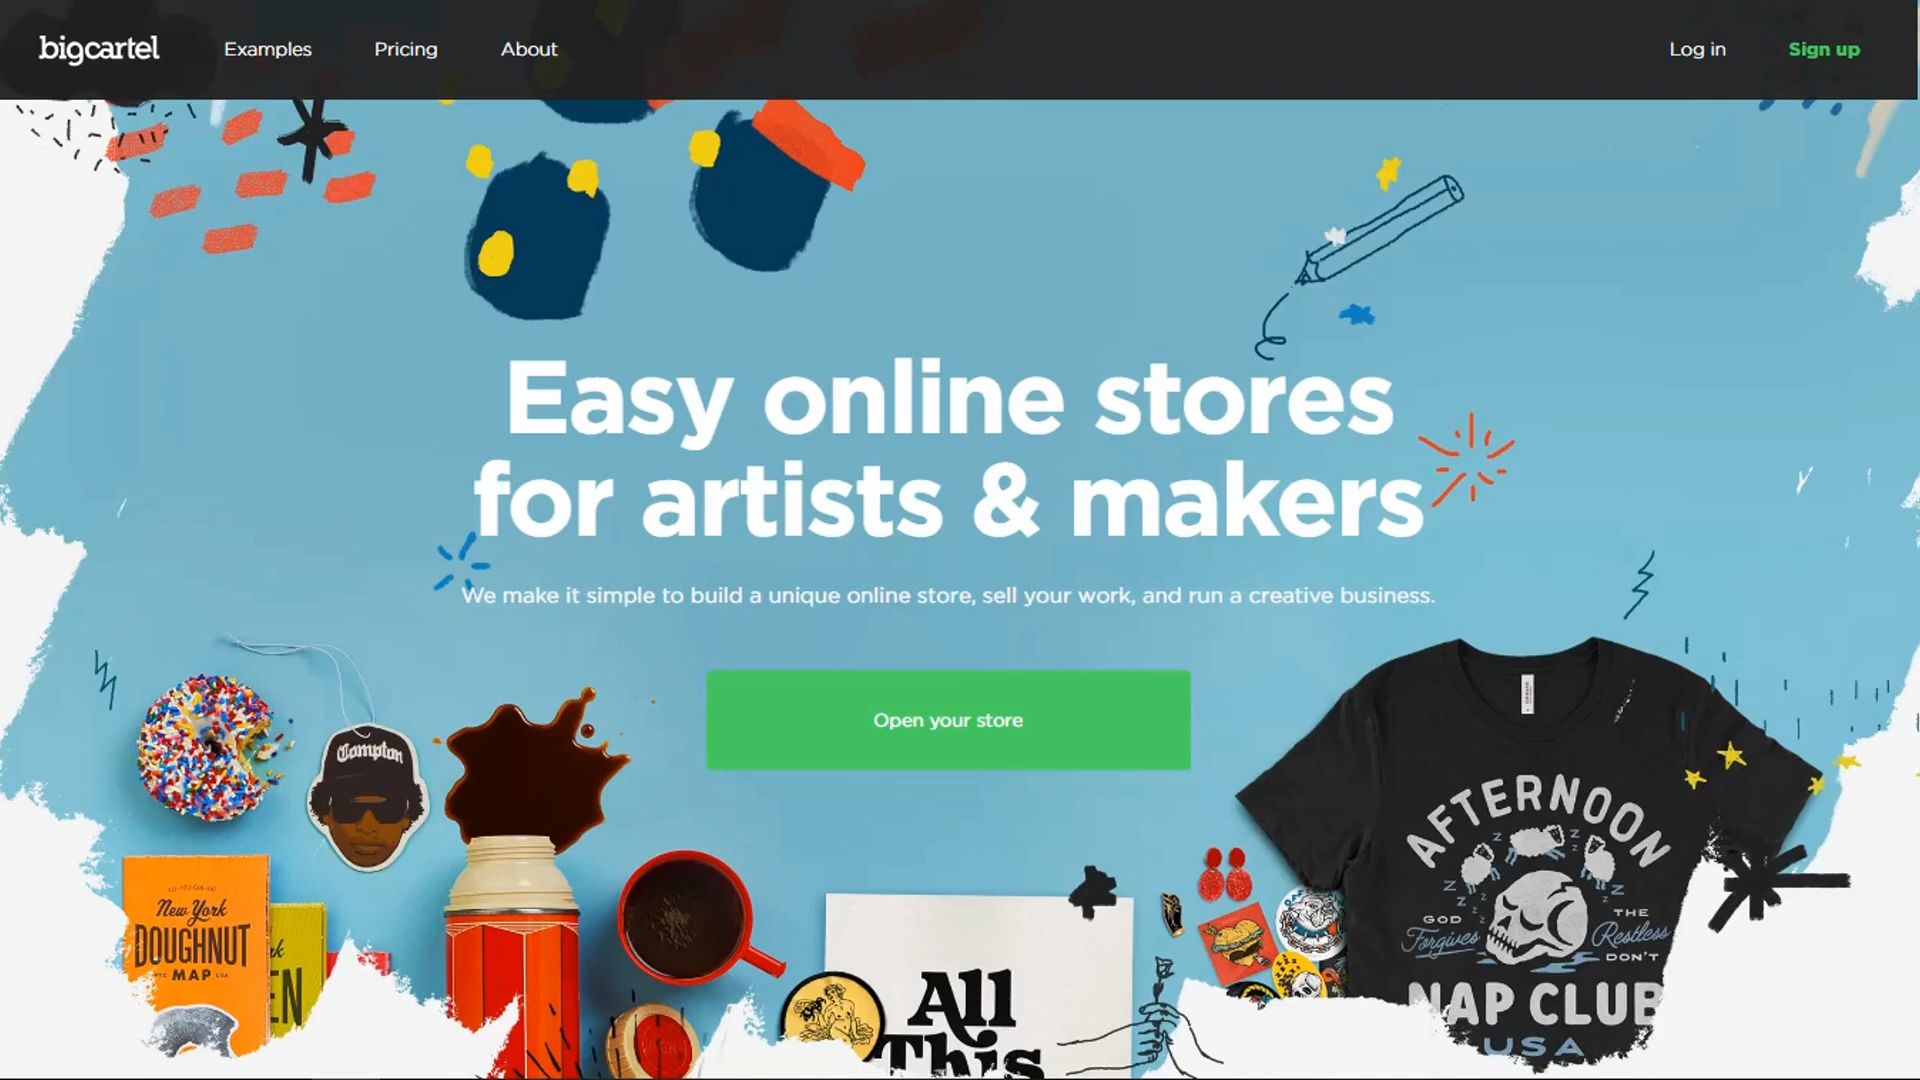 bigcartel
Examples
Pricing
About
Log in
Sign up
Easy online stores
for artists & makers
We make it simple to build a unique online store, sell your work, and run a creative business.
Open your store
Compton
New York
DOUGHNUT
MAP
All
This
AFTERNOON
GOD
Forgives
THE
Restless
DON'T
NAP CLUB
USA